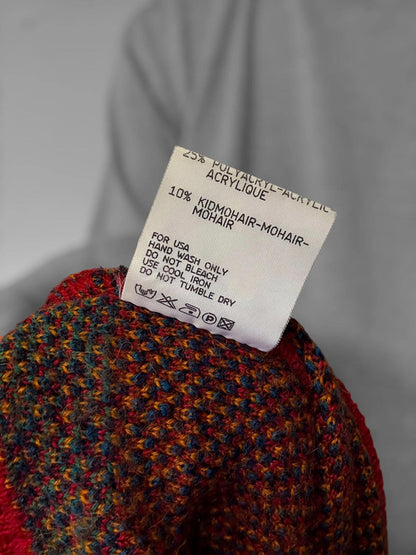 25% POLYACRYL-ACRYLIC
ACRYLIQUE
10% KIDMOHAIR-MOHAIR-
MOHAIR
FOR USA
HAND WASH ONLY
DO NOT BLEACH
USE COOL IRON
DO NOT TUMBLE DRY
P